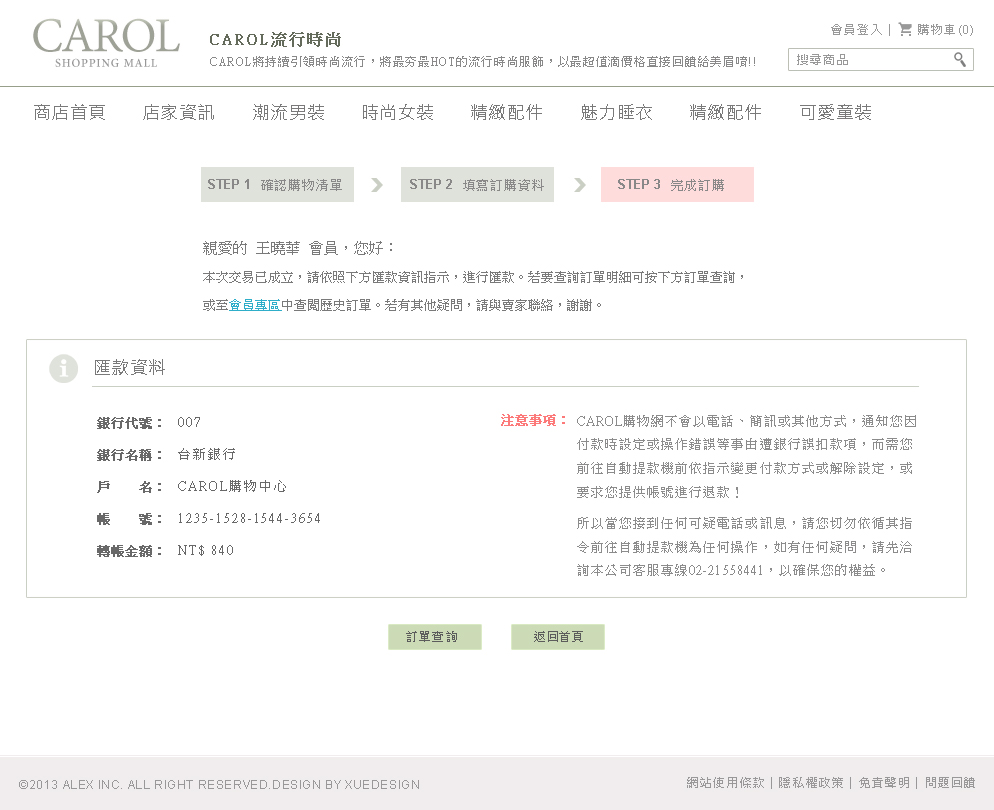 CAROL
SHOPPING MALL
CAROL流行時尚
CAROL將持續引領時尚流行，將最夯最HOT的流行時尚服飾，以最超值滴價格直接回饋給美眉唷!!
會員登入 | 購物車(0)
搜尋商品
商店首頁 店家資訊 潮流男裝 時尚女裝 精緻配件 魅力睡衣 精緻配件 可愛童裝
STEP 1 確認購物清單 STEP 2 填寫訂購資料 STEP 3 完成訂購
親愛的 王曉華 會員，您好：
本次交易已成立，請依照下方匯款資訊指示，進行匯款。若要查詢訂單明細可按下方訂單查詢，
或至會員專區中查閱歷史訂單。若有其他疑問，請與賣家聯絡，謝謝。
匯款資料
銀行代號： 007
銀行名稱： 台新銀行
戶 名： CAROL購物中心
帳 號： 1235-1528-1544-3654
轉帳金額： NT$ 840
注意事項： CAROL購物網不會以電話、簡訊或其他方式，通知您因
付款時設定或操作錯誤等事由遭銀行誤扣款項，而需您
前往自動提款機前依指示變更付款方式或解除設定，或
要求您提供帳號進行退款！
所以當您接到任何可疑電話或訊息，請您切勿依循其指
令前往自動提款機為任何操作，如有任何疑問，請先洽
詢本公司客服專線02-21558441，以確保您的權益。
訂單查詢 返回首頁
©2013 ALEX INC. ALL RIGHT RESERVED.DESIGN BY XUEDESIGN
網站使用條款 | 隱私權政策 | 免責聲明 | 問題回饋